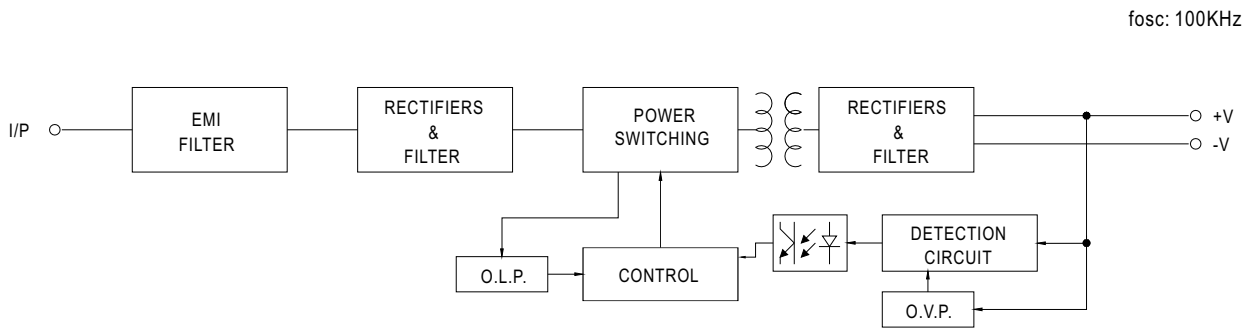 fosc: 100KHz
I/P
EMI
FILTER
RECTIFIERS
&
FILTER
POWER
SWITCHING
RECTIFIERS
&
FILTER
+V
-V
O.L.P.
CONTROL
DETECTION
CIRCUIT
O.V.P.